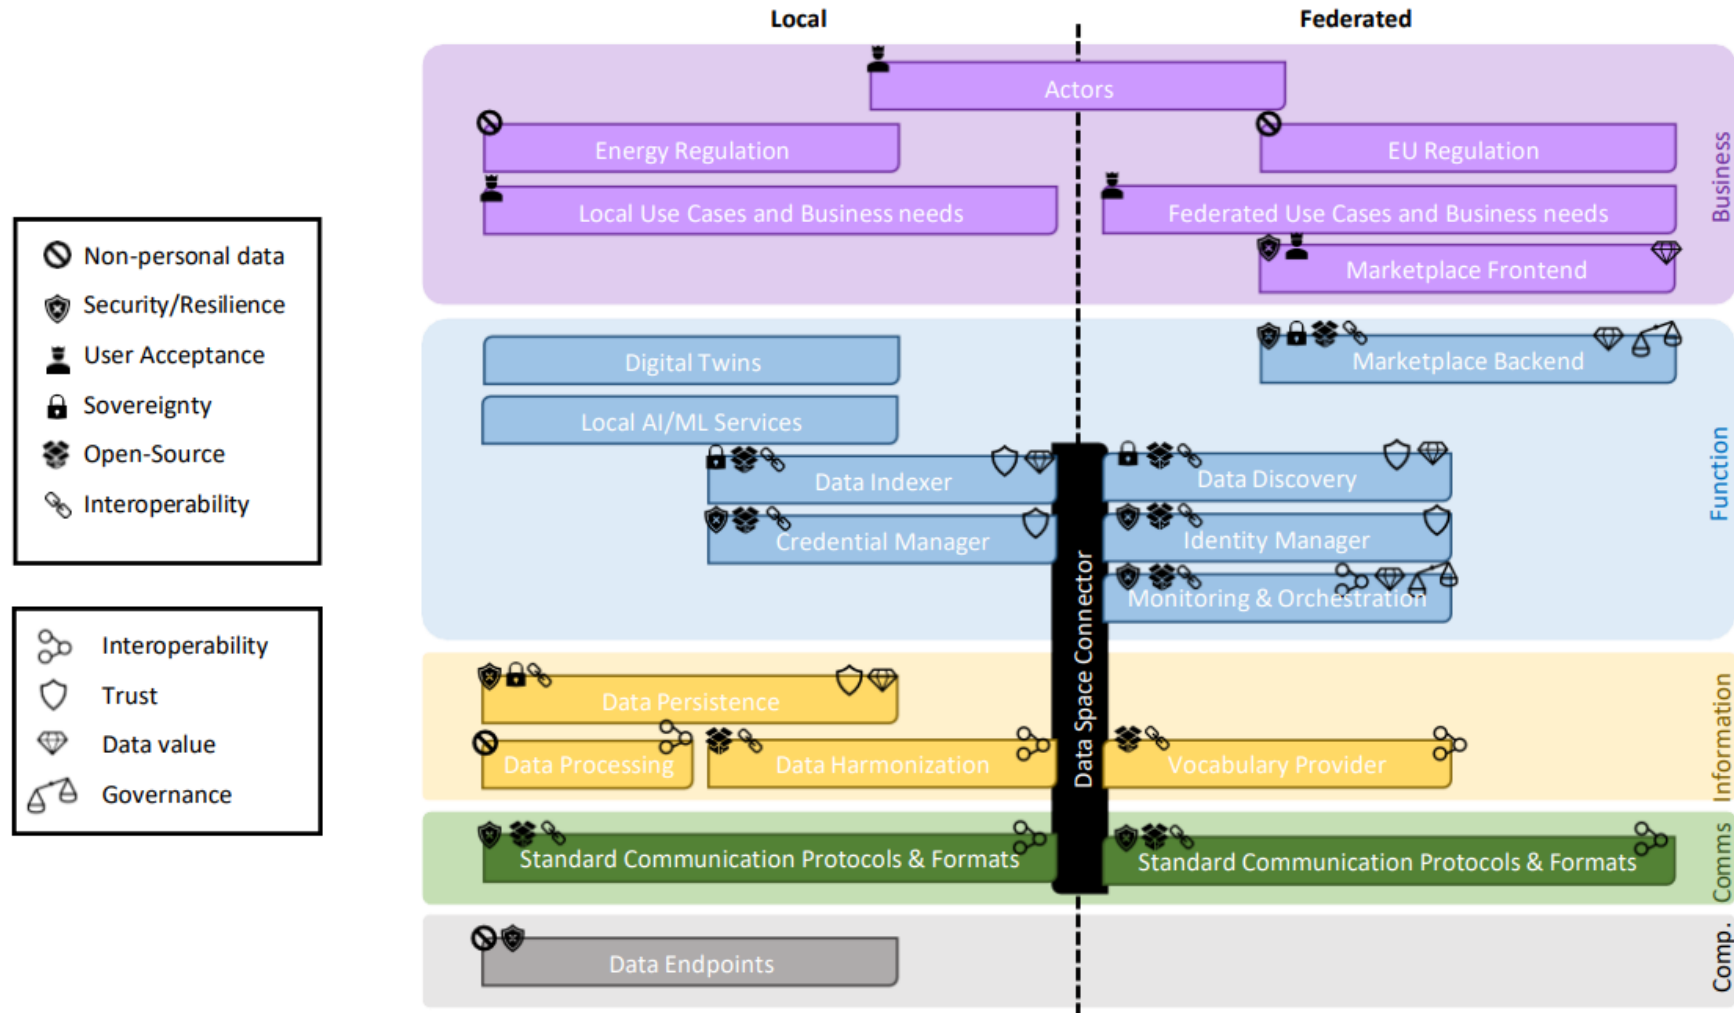 Local
Federated
Actors
Energy Regulation
EU Regulation
Local Use Cases and Business needs
Federated Use Cases and Business needs
Marketplace Frontend
Business
Non-personal data
Security/Resilience
User Acceptance
Sovereignty
Open-Source
Interoperability
Interoperability
Trust
Data value
Governance
Digital Twins
Marketplace Backend
Local AI/ML Services
Data Indexer
Data Discovery
Credential Manager
Identity Manager
Monitoring & Orchestration
Function
Data Space Connector
Data Persistence
Data Processing
Data Harmonization
Vocabulary Provider
Information
Standard Communication Protocols & Formats
Standard Communication Protocols & Formats
Comms
Data Endpoints
Comp.